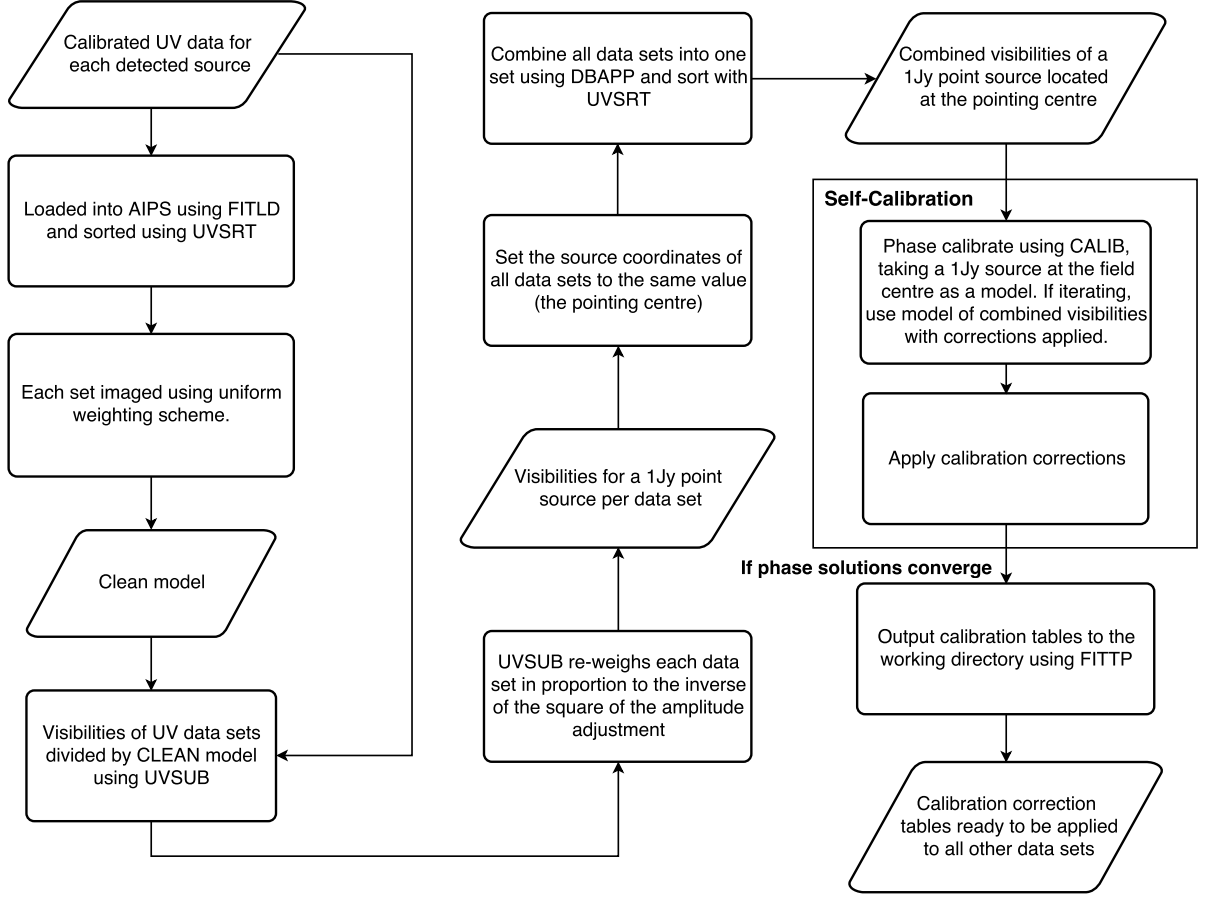 Calibrated UV data for
each detected source
Loaded into AIPS using FITLD
and sorted using UVSRT
Each set imaged using uniform
weighting scheme.
Clean model
Visibilities of UV data sets
divided by CLEAN model
using UVSUB
UVSUB re-weighs each data
set in proportion to the inverse
of the square of the amplitude
adjustment
Visibilities for a 1Jy point
source per data set
Set the source coordinates of
all data sets to the same value
(the pointing centre)
Combine all data sets into one
set using DBAPP and sort with
UVSRT
Combined visibilities of a
1Jy point source located
at the pointing centre
Self-Calibration
Phase calibrate using CALIB,
taking a 1Jy source at the field
centre as a model. If iterating,
use model of combined visibilities
with corrections applied.
Apply calibration corrections
If phase solutions converge
Output calibration tables to the
working directory using FITTP
Calibration correction
tables ready to be applied
to all other data sets